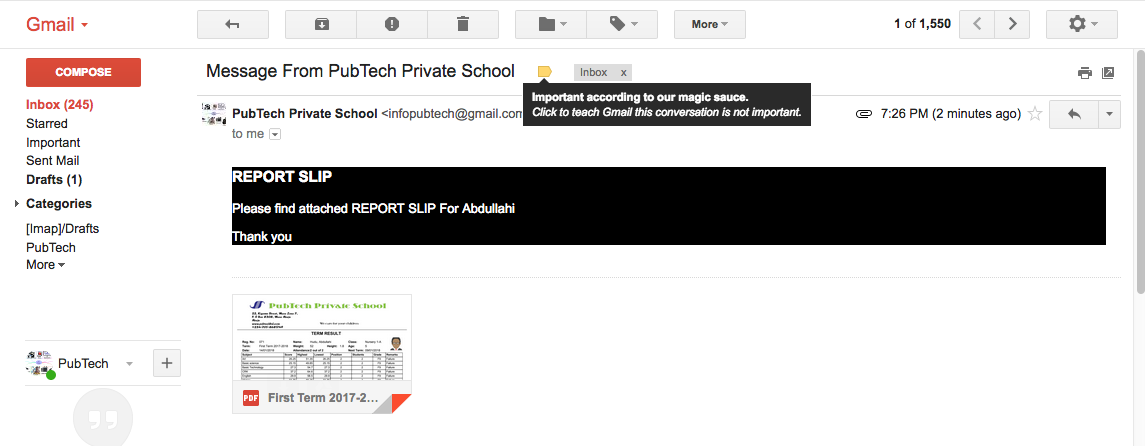 Gmail
More
1 of 1,550
COMPOSE
Message From PubTech Private School
Inbox x
Important according to our magic sauce.
Click to teach Gmail this conversation is not important.
Inbox (245)
Starred
Important
Sent Mail
Drafts (1)
Categories
[Imap]/Drafts
PubTech
More
PubTech Private School <infopubtech@gmail.com
7:26 PM (2 minutes ago)
to me
REPORT SLIP
Please find attached REPORT SLIP For Abdullahi
Thank you
PubTech Private School
TERM RESULT
PDF First Term 2017-2...
PubTech